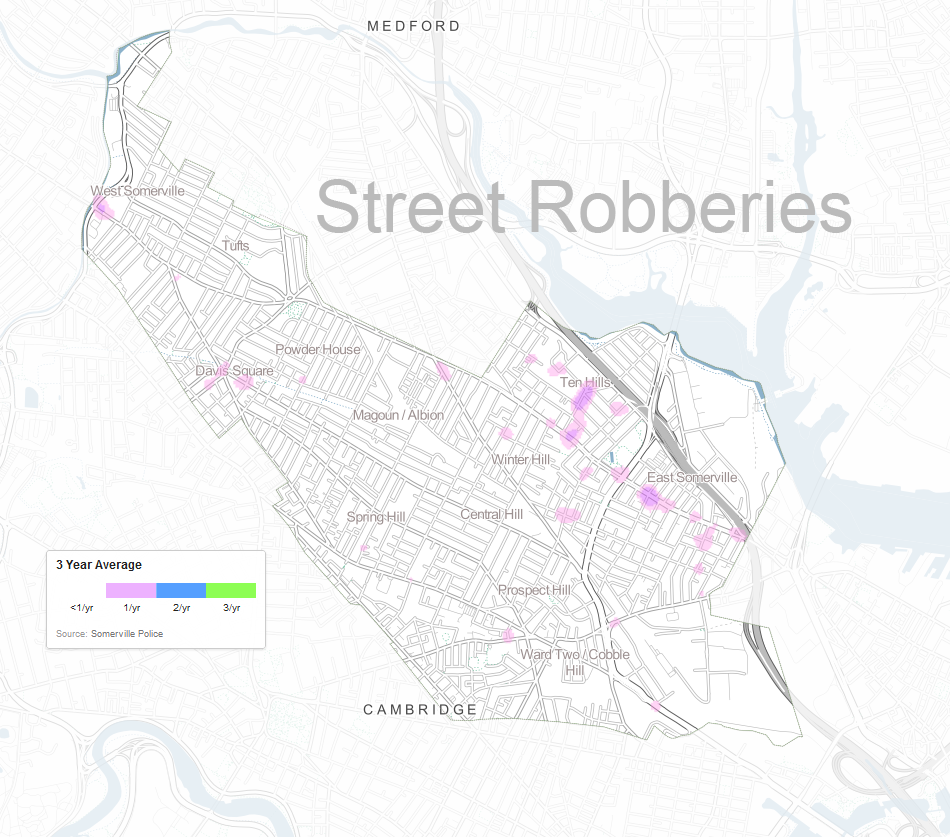 MEDFORD
West Somerville
Street Robberies
Tufts
Powder House
Davis Square
Ten Hills
Magoun / Albion
Winter Hill
East Somerville
Spring Hill
Central Hill
3 Year Average
<1/yr 1/yr 2/yr 3/yr
Source: Somerville Police
Prospect Hill
Ward Two / Cobble
Hill
CAMBRIDGE